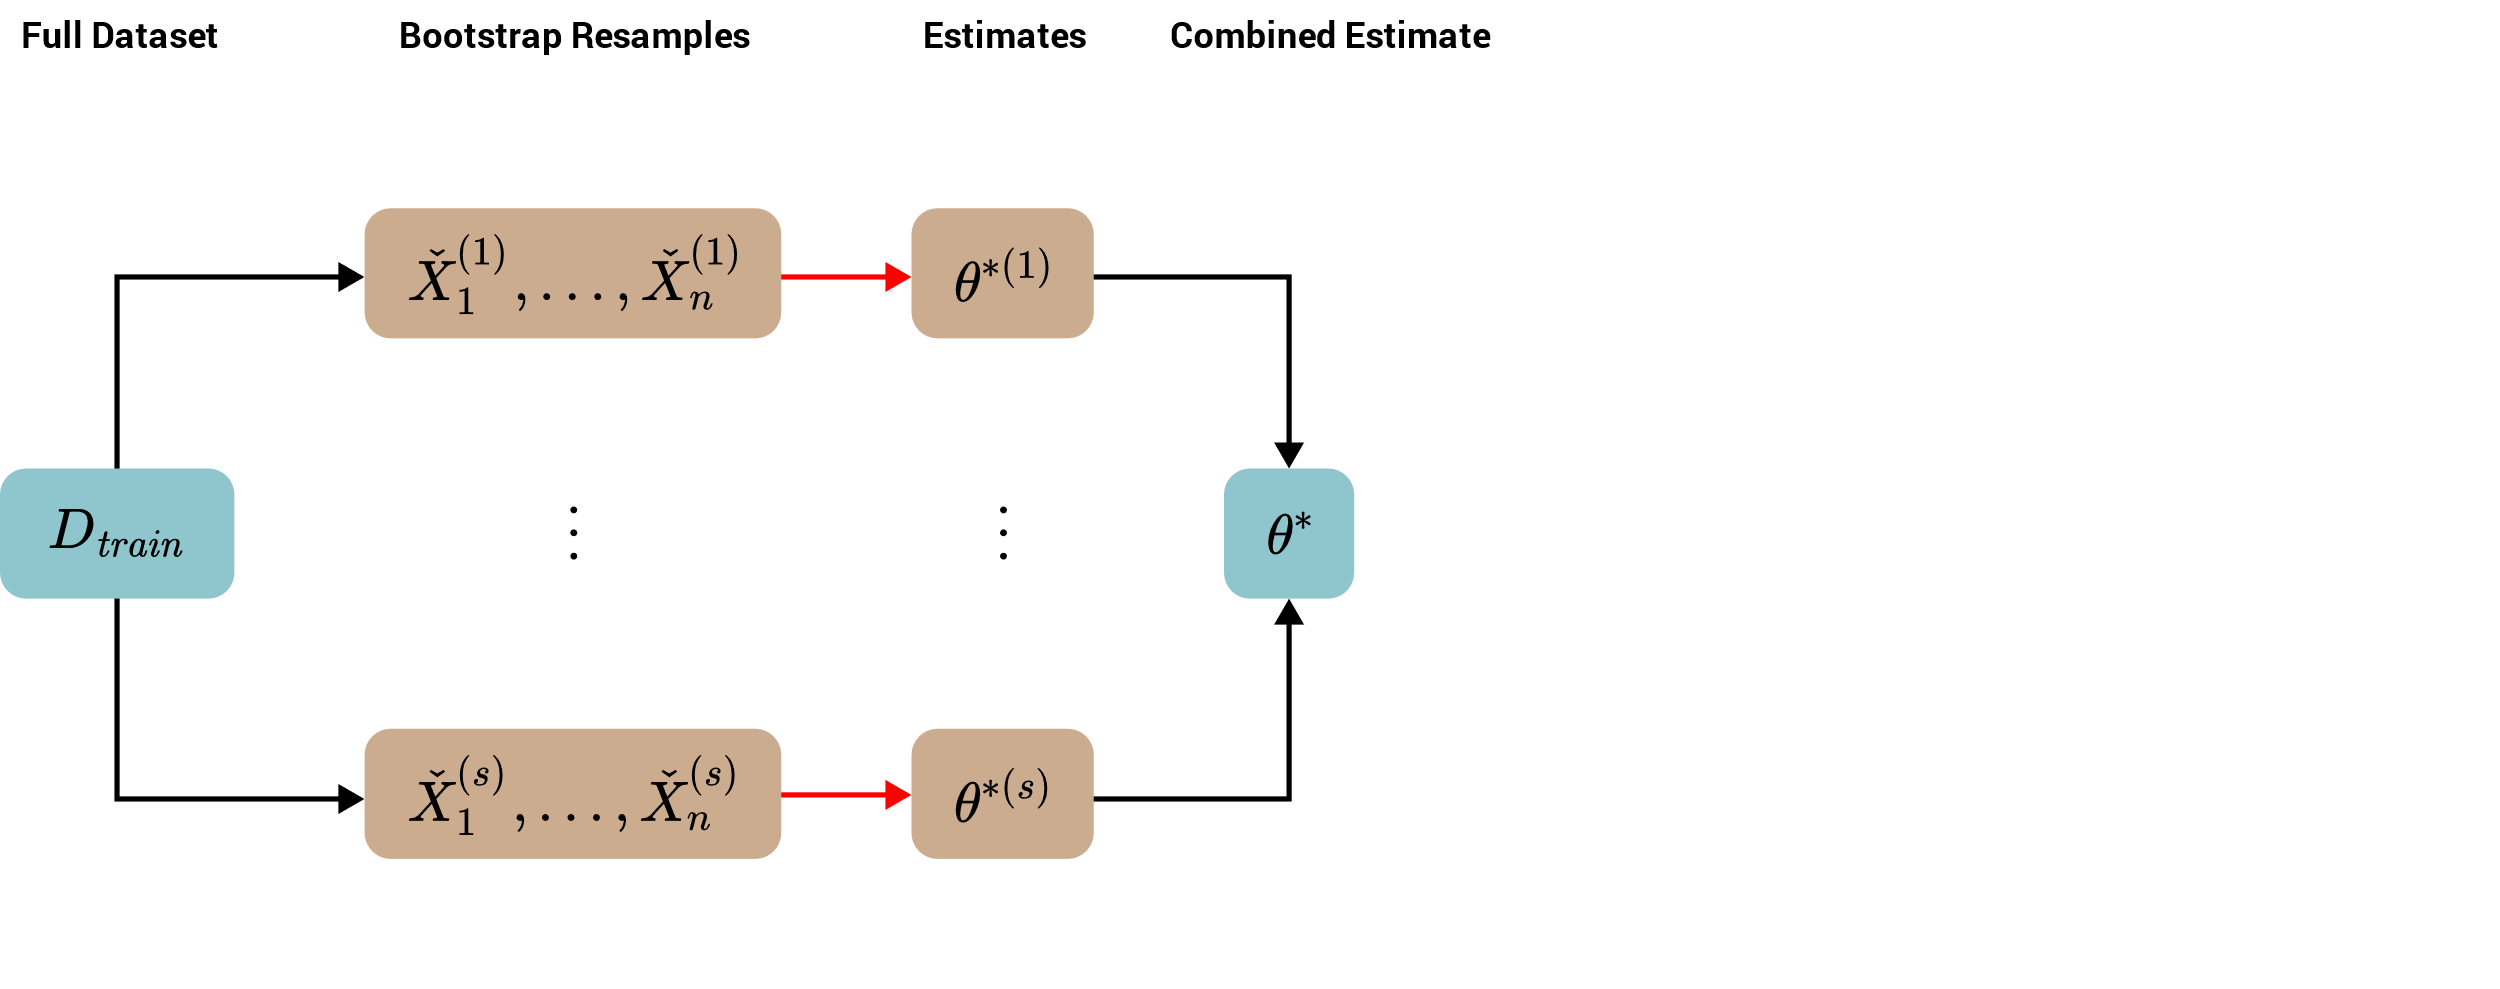 Full Dataset Bootstrap Resamples Estimates Combined Estimate
X̌₁⁽¹⁾, . . . . , X̌ₙ⁽¹⁾ θ*⁽¹⁾
D_train ⋮ ⋮ θ*
X̌₁⁽ˢ⁾, . . . . , X̌ₙ⁽ˢ⁾ θ*⁽ˢ⁾